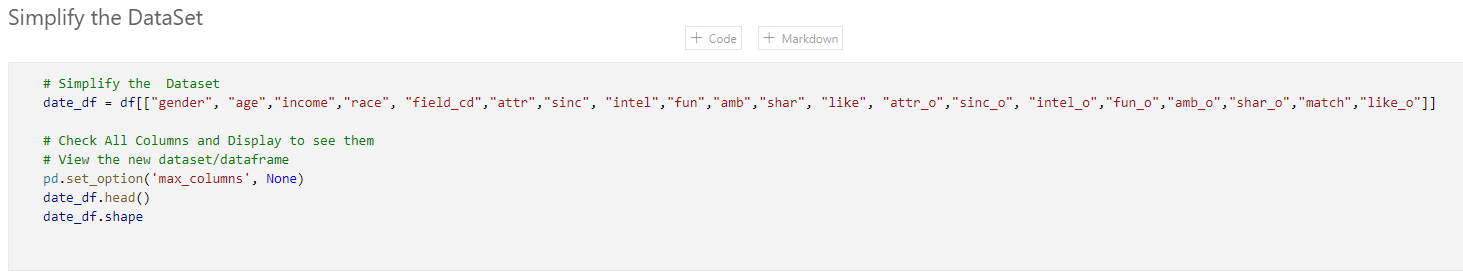 Simplify the DataSet
+ Code + Markdown
# Simplify the  Dataset
date_df = df[["gender", "age","income","race", "field_cd","attr","sinc", "intel","fun","amb","shar", "like", "attr_o","sinc_o", "intel_o","fun_o","amb_o","shar_o","match","like_o"]]
# Check All Columns and Display to see them
# View the new dataset/dataframe
pd.set_option('max_columns', None)
date_df.head()
date_df.shape